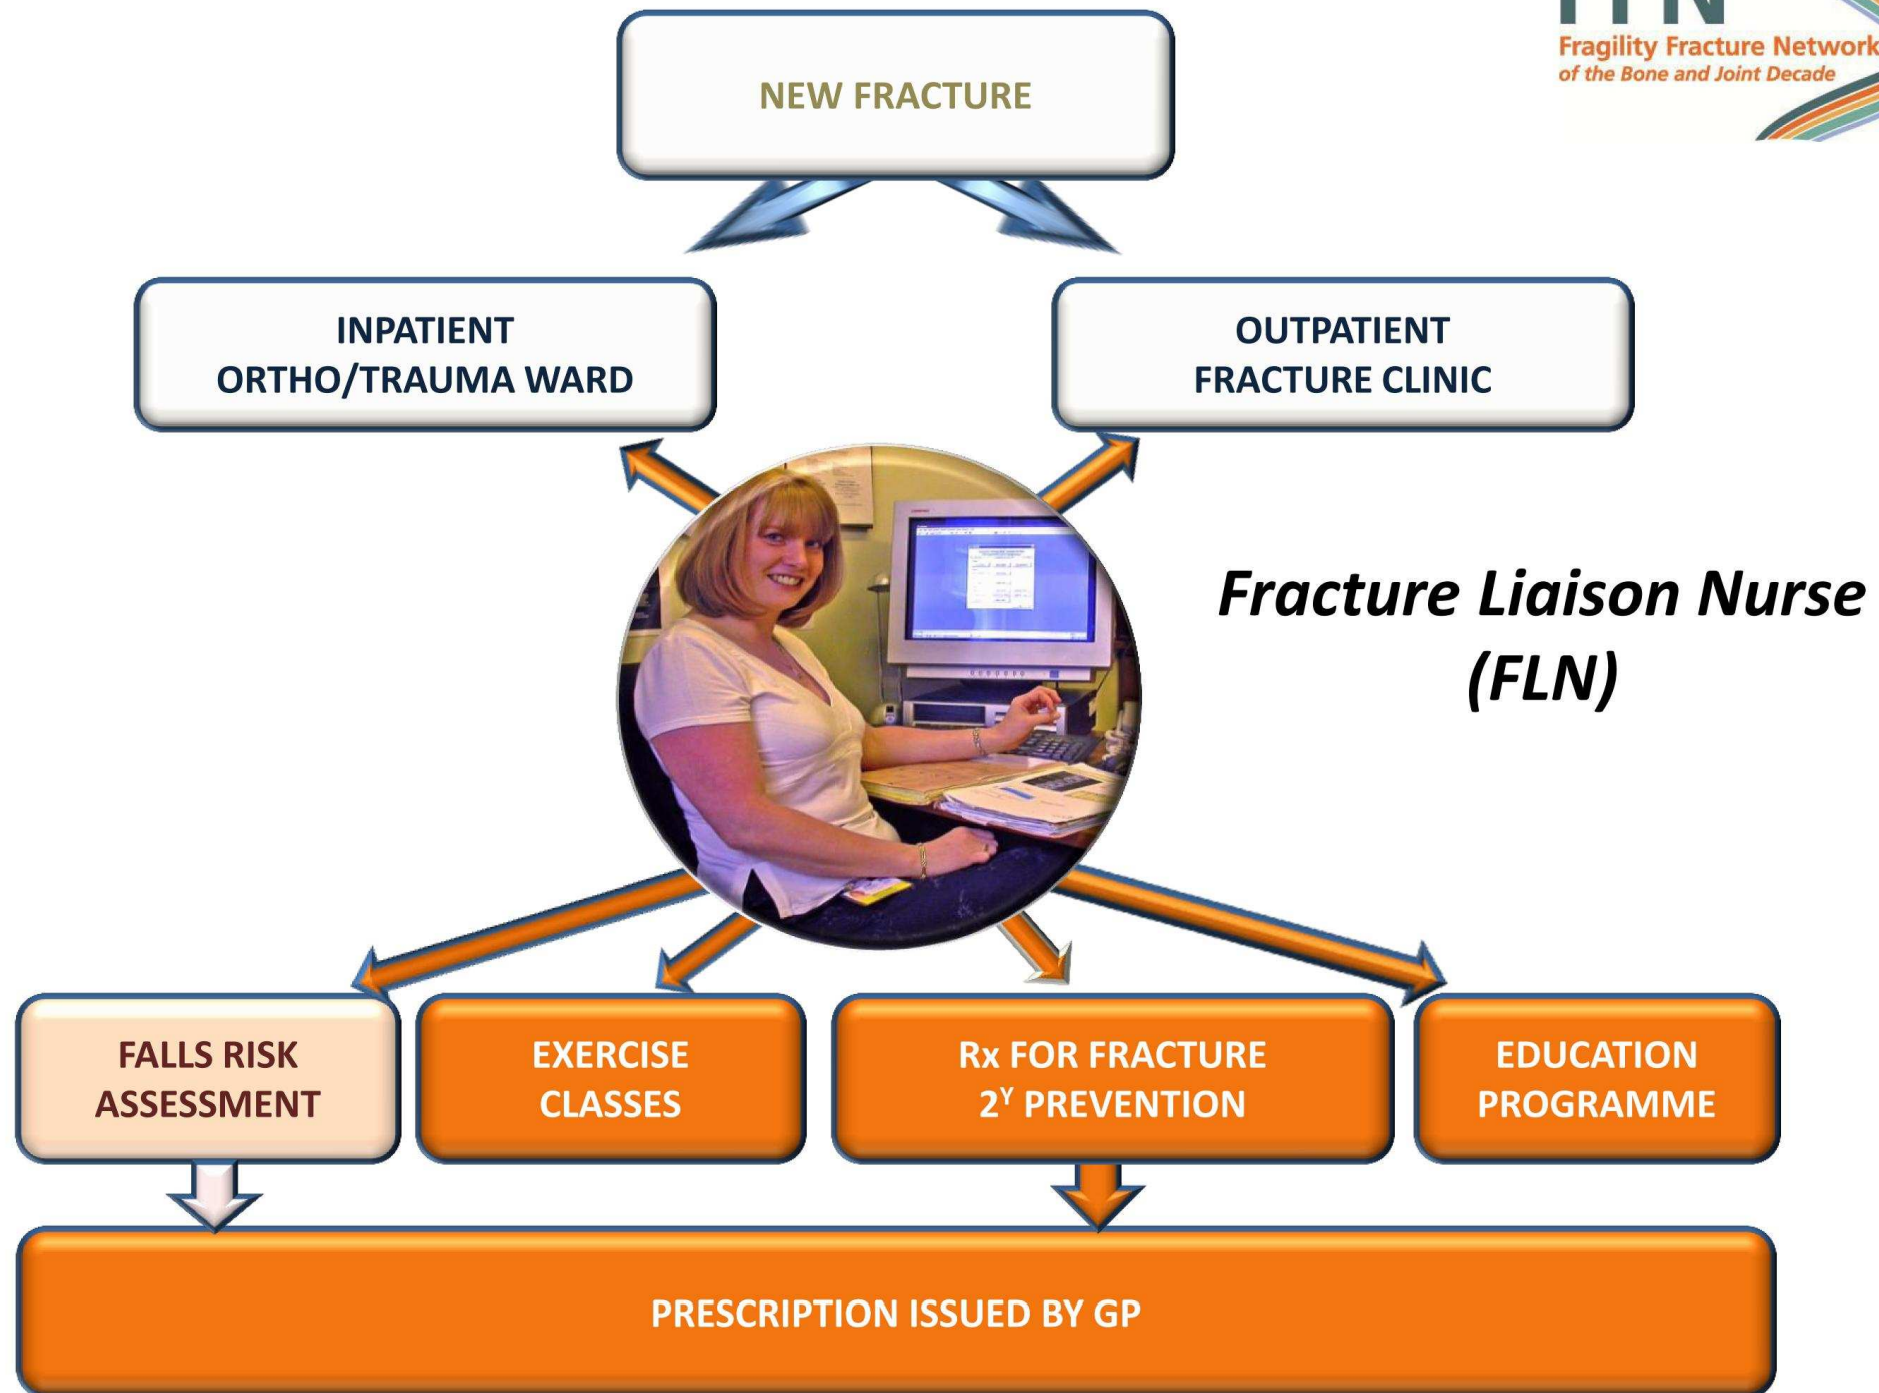 Fragility Fracture Network
of the Bone and Joint Decade
NEW FRACTURE
INPATIENT
ORTHO/TRAUMA WARD
OUTPATIENT
FRACTURE CLINIC
Fracture Liaison Nurse
(FLN)
FALLS RISK
ASSESSMENT
EXERCISE
CLASSES
Rx FOR FRACTURE
2ʸ PREVENTION
EDUCATION
PROGRAMME
PRESCRIPTION ISSUED BY GP